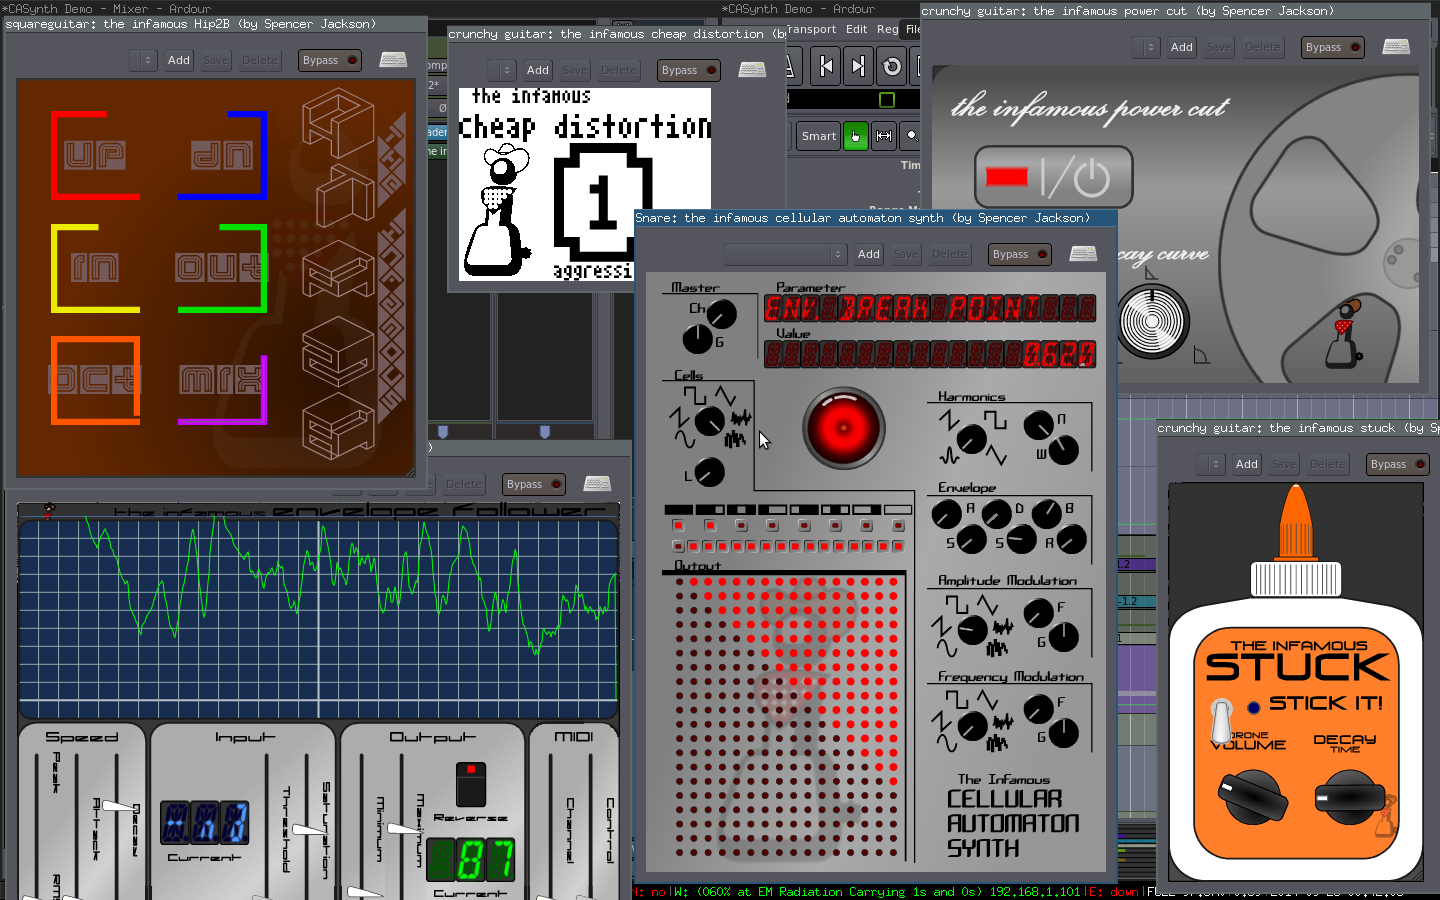 *CASynth Demo - Mixer - Ardour
*CASynth Demo - Ardour
squareguitar: the infamous Hip2B (by Spencer Jackson)
Add Save Delete Bypass
up dn
in out
oct mix
crunchy guitar: the infamous cheap distortion (by
Add Save Delete Bypass
the infamous
cheap distortion
1
aggressi
Transport Edit Reg File
Smart
crunchy guitar: the infamous power cut (by Spencer Jackson)
Add Save Delete Bypass
the infamous power cut
cay curve
Snare: the infamous cellular automaton synth (by Spencer Jackson)
Add Save Delete Bypass
Master
Ch
G
Parameter
ENV. BREAK POINT
Value
0.620
Cells
L
Harmonics
N
W
Envelope
A D B
S S R
Output
Amplitude Modulation
F
G
Frequency Modulation
F
G
The Infamous
CELLULAR
AUTOMATON
SYNTH
Delete Bypass
the infamous envelope follower
Speed
Peak
Attack
Decay
RMS
Input
Current
Threshold
Saturation
Output
Minimum
Maximum
Reverse
87
Current
MIDI
Channel
Control
crunchy guitar: the infamous stuck (by Sp
Add Save Delete Bypass
THE INFAMOUS
STUCK
STICK IT!
DRONE
VOLUME
DECAY
TIME
: no|W: (060% at EM Radiation Carrying 1s and 0s) 192.168.1.101|E: down|